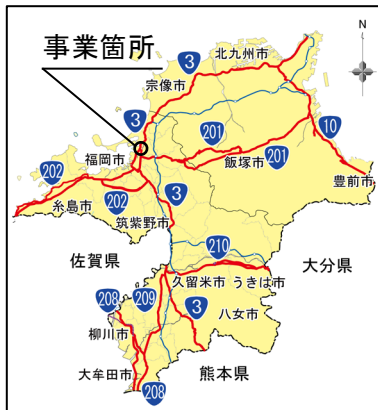 事業箇所
N
北九州市
3
宗像市
3
201
10
福岡市
202
飯塚市
201
豊前市
糸島市
202
3
筑紫野市
210
佐賀県
大分県
久留米市
うきは市
208
209
3
八女市
柳川市
大牟田市
208
熊本県